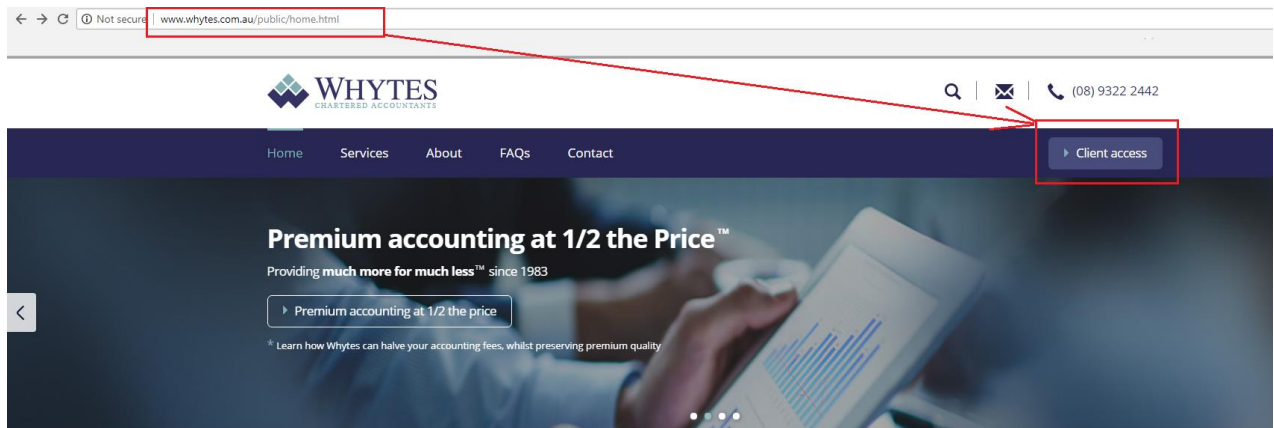 Not secure www.whytes.com.au/public/home.html
WHYTES
CHARTERED ACCOUNTANTS
(08) 9322 2442
Home Services About FAQs Contact Client access
Premium accounting at 1/2 the Price™
Providing much more for much less™ since 1983
Premium accounting at 1/2 the price
* Learn how Whytes can halve your accounting fees, whilst preserving premium quality